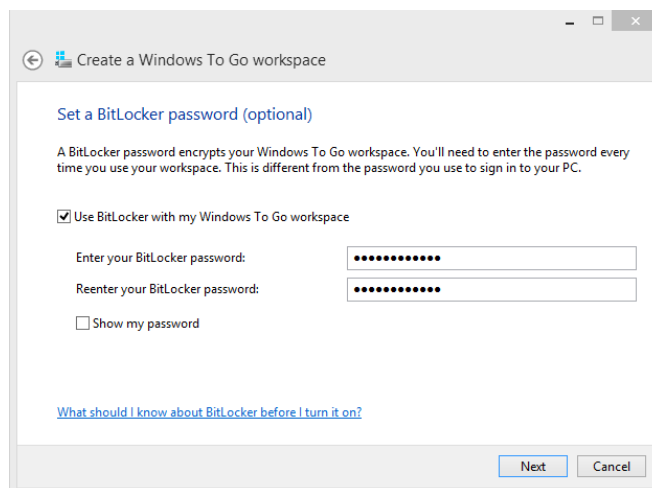 Create a Windows To Go workspace
Set a BitLocker password (optional)
A BitLocker password encrypts your Windows To Go workspace. You'll need to enter the password every
time you use your workspace. This is different from the password you use to sign in to your PC.
Use BitLocker with my Windows To Go workspace
Enter your BitLocker password: ●●●●●●●●●●●●
Reenter your BitLocker password: ●●●●●●●●●●●●
Show my password
What should I know about BitLocker before I turn it on?
Next Cancel